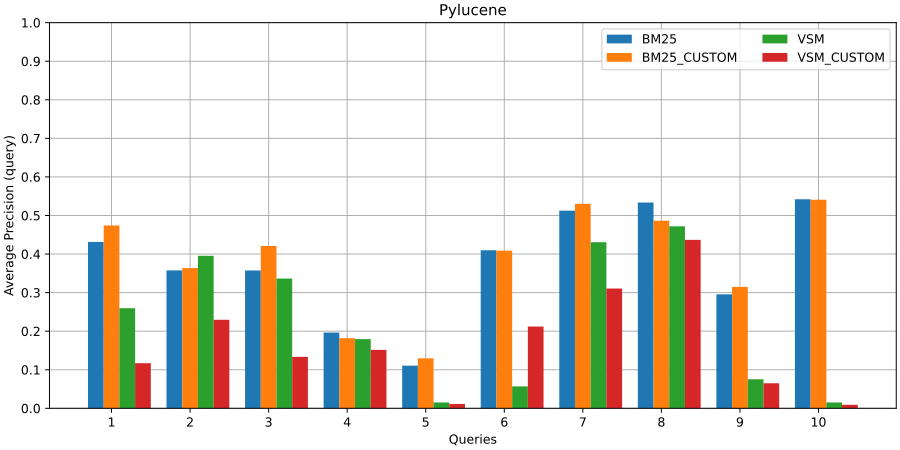 Pylucene
BM25
BM25_CUSTOM
VSM
VSM_CUSTOM
Average Precision (query)
1.0
0.9
0.8
0.7
0.6
0.5
0.4
0.3
0.2
0.1
0.0
1 2 3 4 5 6 7 8 9 10
Queries